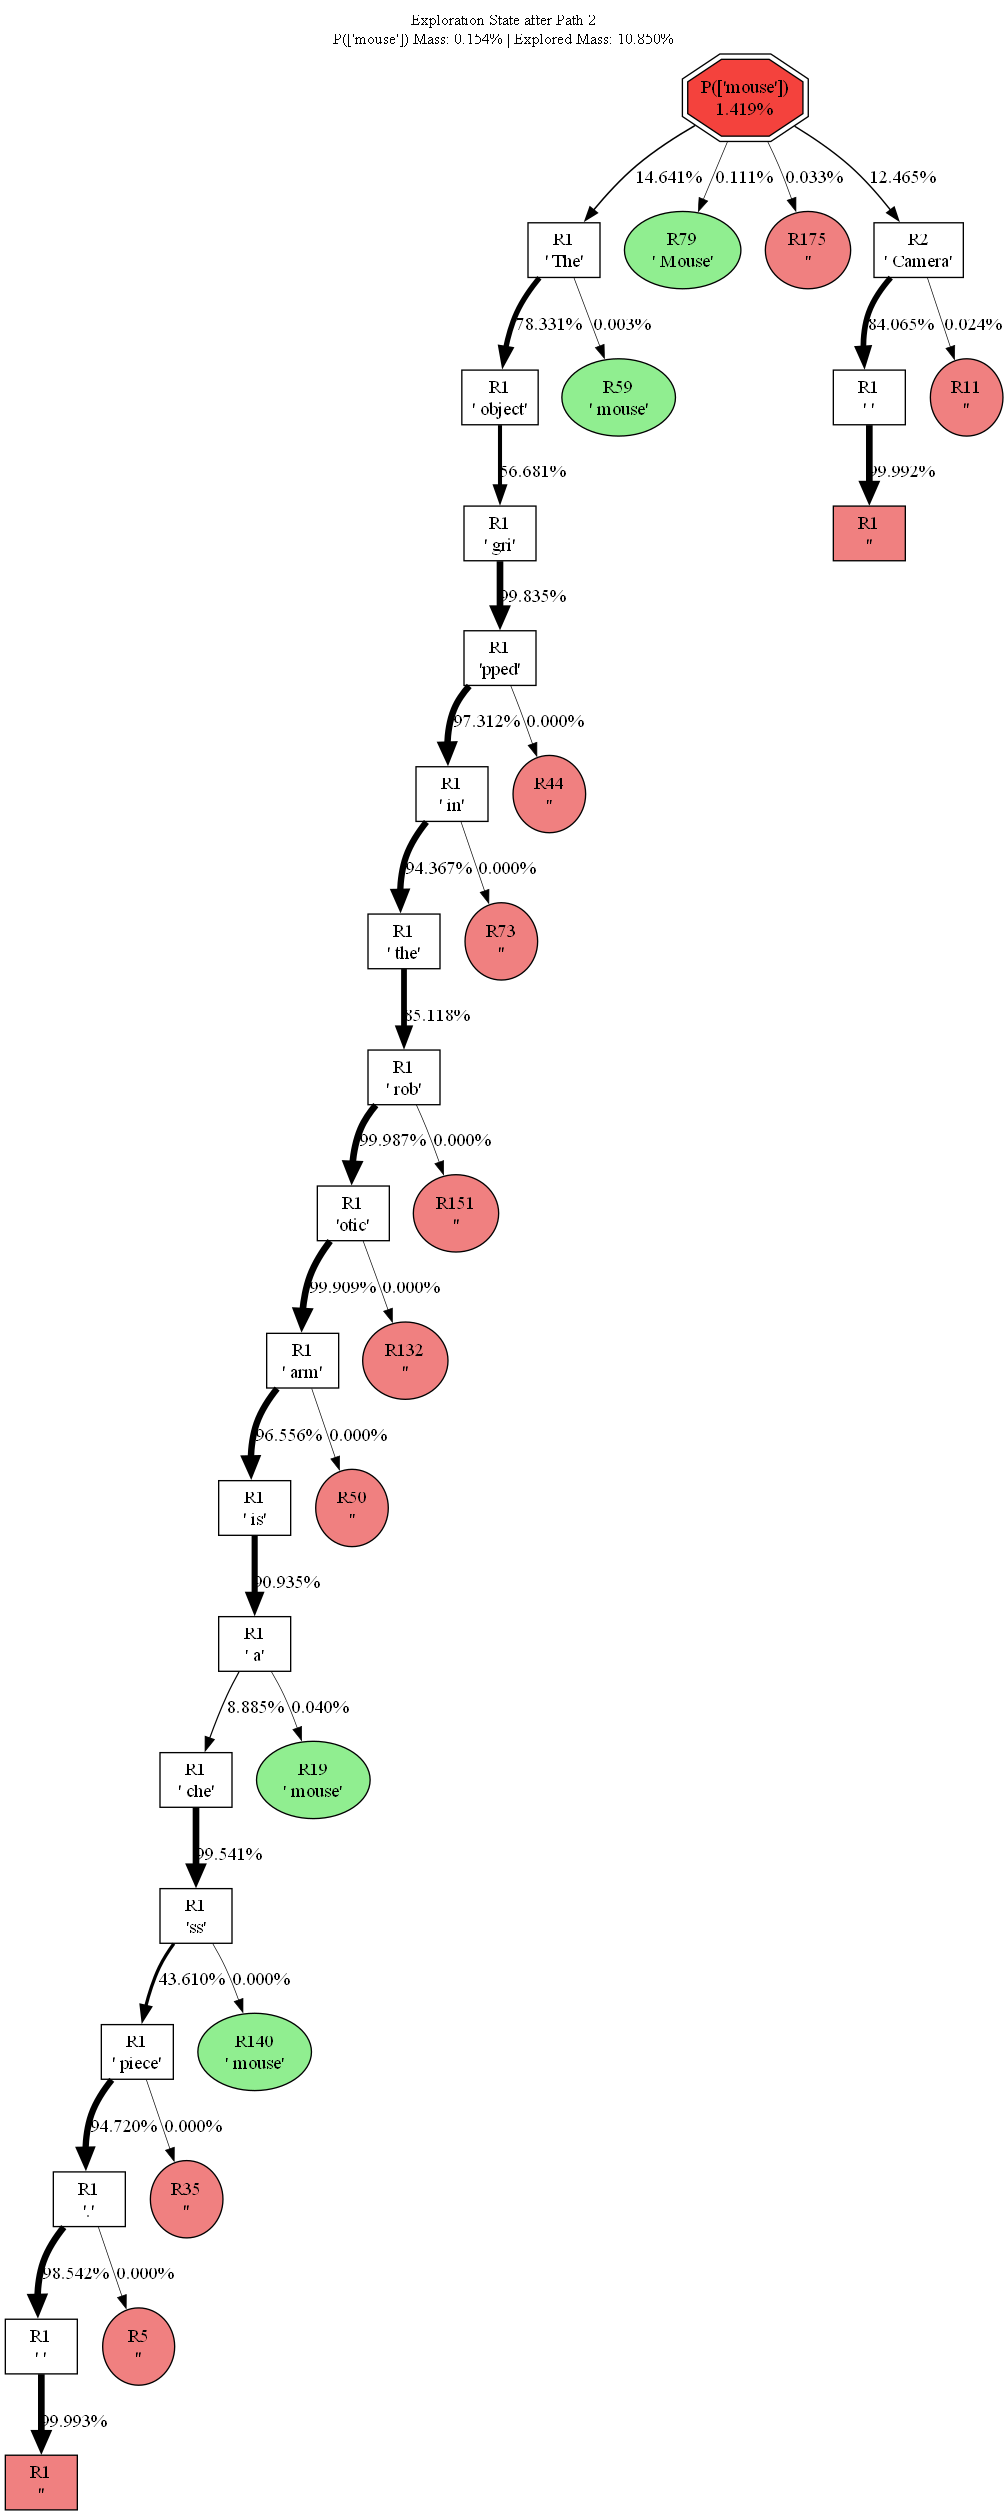 Exploration State after Path 2
P(['mouse']) Mass: 0.154% | Explored Mass: 10.850%
P(['mouse'])
1.419%
14.641%
0.111%
0.033%
12.465%
R1
' The'
R79
' Mouse'
R175
''
R2
' Camera'
78.331%
0.003%
84.065%
0.024%
R1
' object'
R59
' mouse'
R1
' '
R11
''
56.681%
99.992%
R1
' gri'
R1
''
99.835%
R1
'pped'
97.312%
0.000%
R1
' in'
R44
''
94.367%
0.000%
R1
' the'
R73
''
85.118%
R1
' rob'
99.987%
0.000%
R1
'otic'
R151
''
99.909%
0.000%
R1
' arm'
R132
''
96.556%
0.000%
R1
' is'
R50
''
90.935%
R1
' a'
8.885%
0.040%
R1
' che'
R19
' mouse'
99.541%
R1
'ss'
43.610%
0.000%
R1
' piece'
R140
' mouse'
94.720%
0.000%
R1
'.'
R35
''
98.542%
0.000%
R1
' '
R5
''
99.993%
R1
''